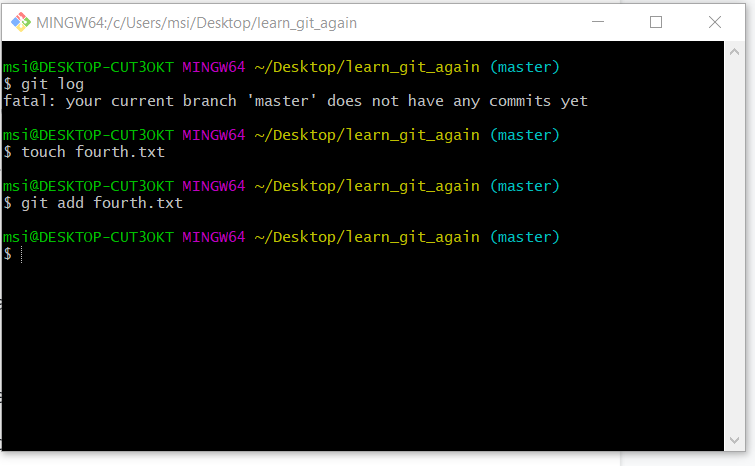 MINGW64:/c/Users/msi/Desktop/learn_git_again
msi@DESKTOP-CUT3OKT MINGW64 ~/Desktop/learn_git_again (master)
$ git log
fatal: your current branch 'master' does not have any commits yet
msi@DESKTOP-CUT3OKT MINGW64 ~/Desktop/learn_git_again (master)
$ touch fourth.txt
msi@DESKTOP-CUT3OKT MINGW64 ~/Desktop/learn_git_again (master)
$ git add fourth.txt
msi@DESKTOP-CUT3OKT MINGW64 ~/Desktop/learn_git_again (master)
$